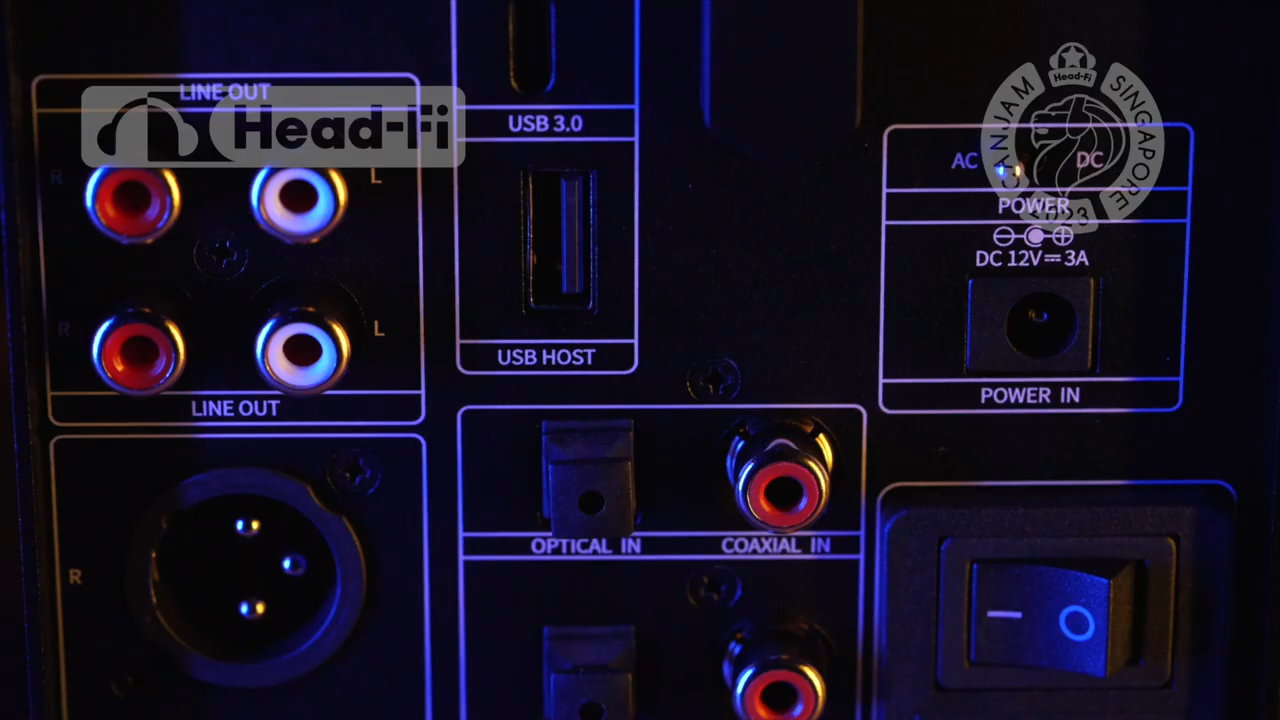 LINE OUT
Head-Fi
R
L
R
L
LINE OUT
R
USB 3.0
USB HOST
OPTICAL IN
COAXIAL IN
Head-Fi
CANJAM
SINGAPORE
2023
AC
DC
POWER
DC 12V 3A
POWER IN